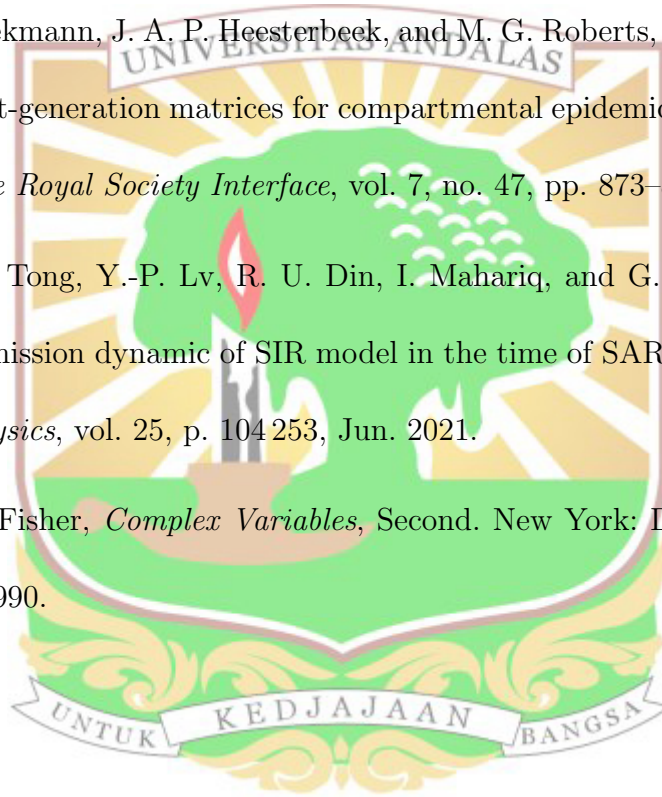 ekmann, J. A. P. Heesterbeek, and M. G. Roberts,
UNIVERSITAS ANDALAS
t-generation matrices for compartmental epidemic
e Royal Society Interface, vol. 7, no. 47, pp. 873–
Tong, Y.-P. Lv, R. U. Din, I. Mahariq, and G.
mission dynamic of SIR model in the time of SAR
ysics, vol. 25, p. 104 253, Jun. 2021.
Fisher, Complex Variables, Second. New York: D
990.
UNTUK KEDJAJAAN BANGSA